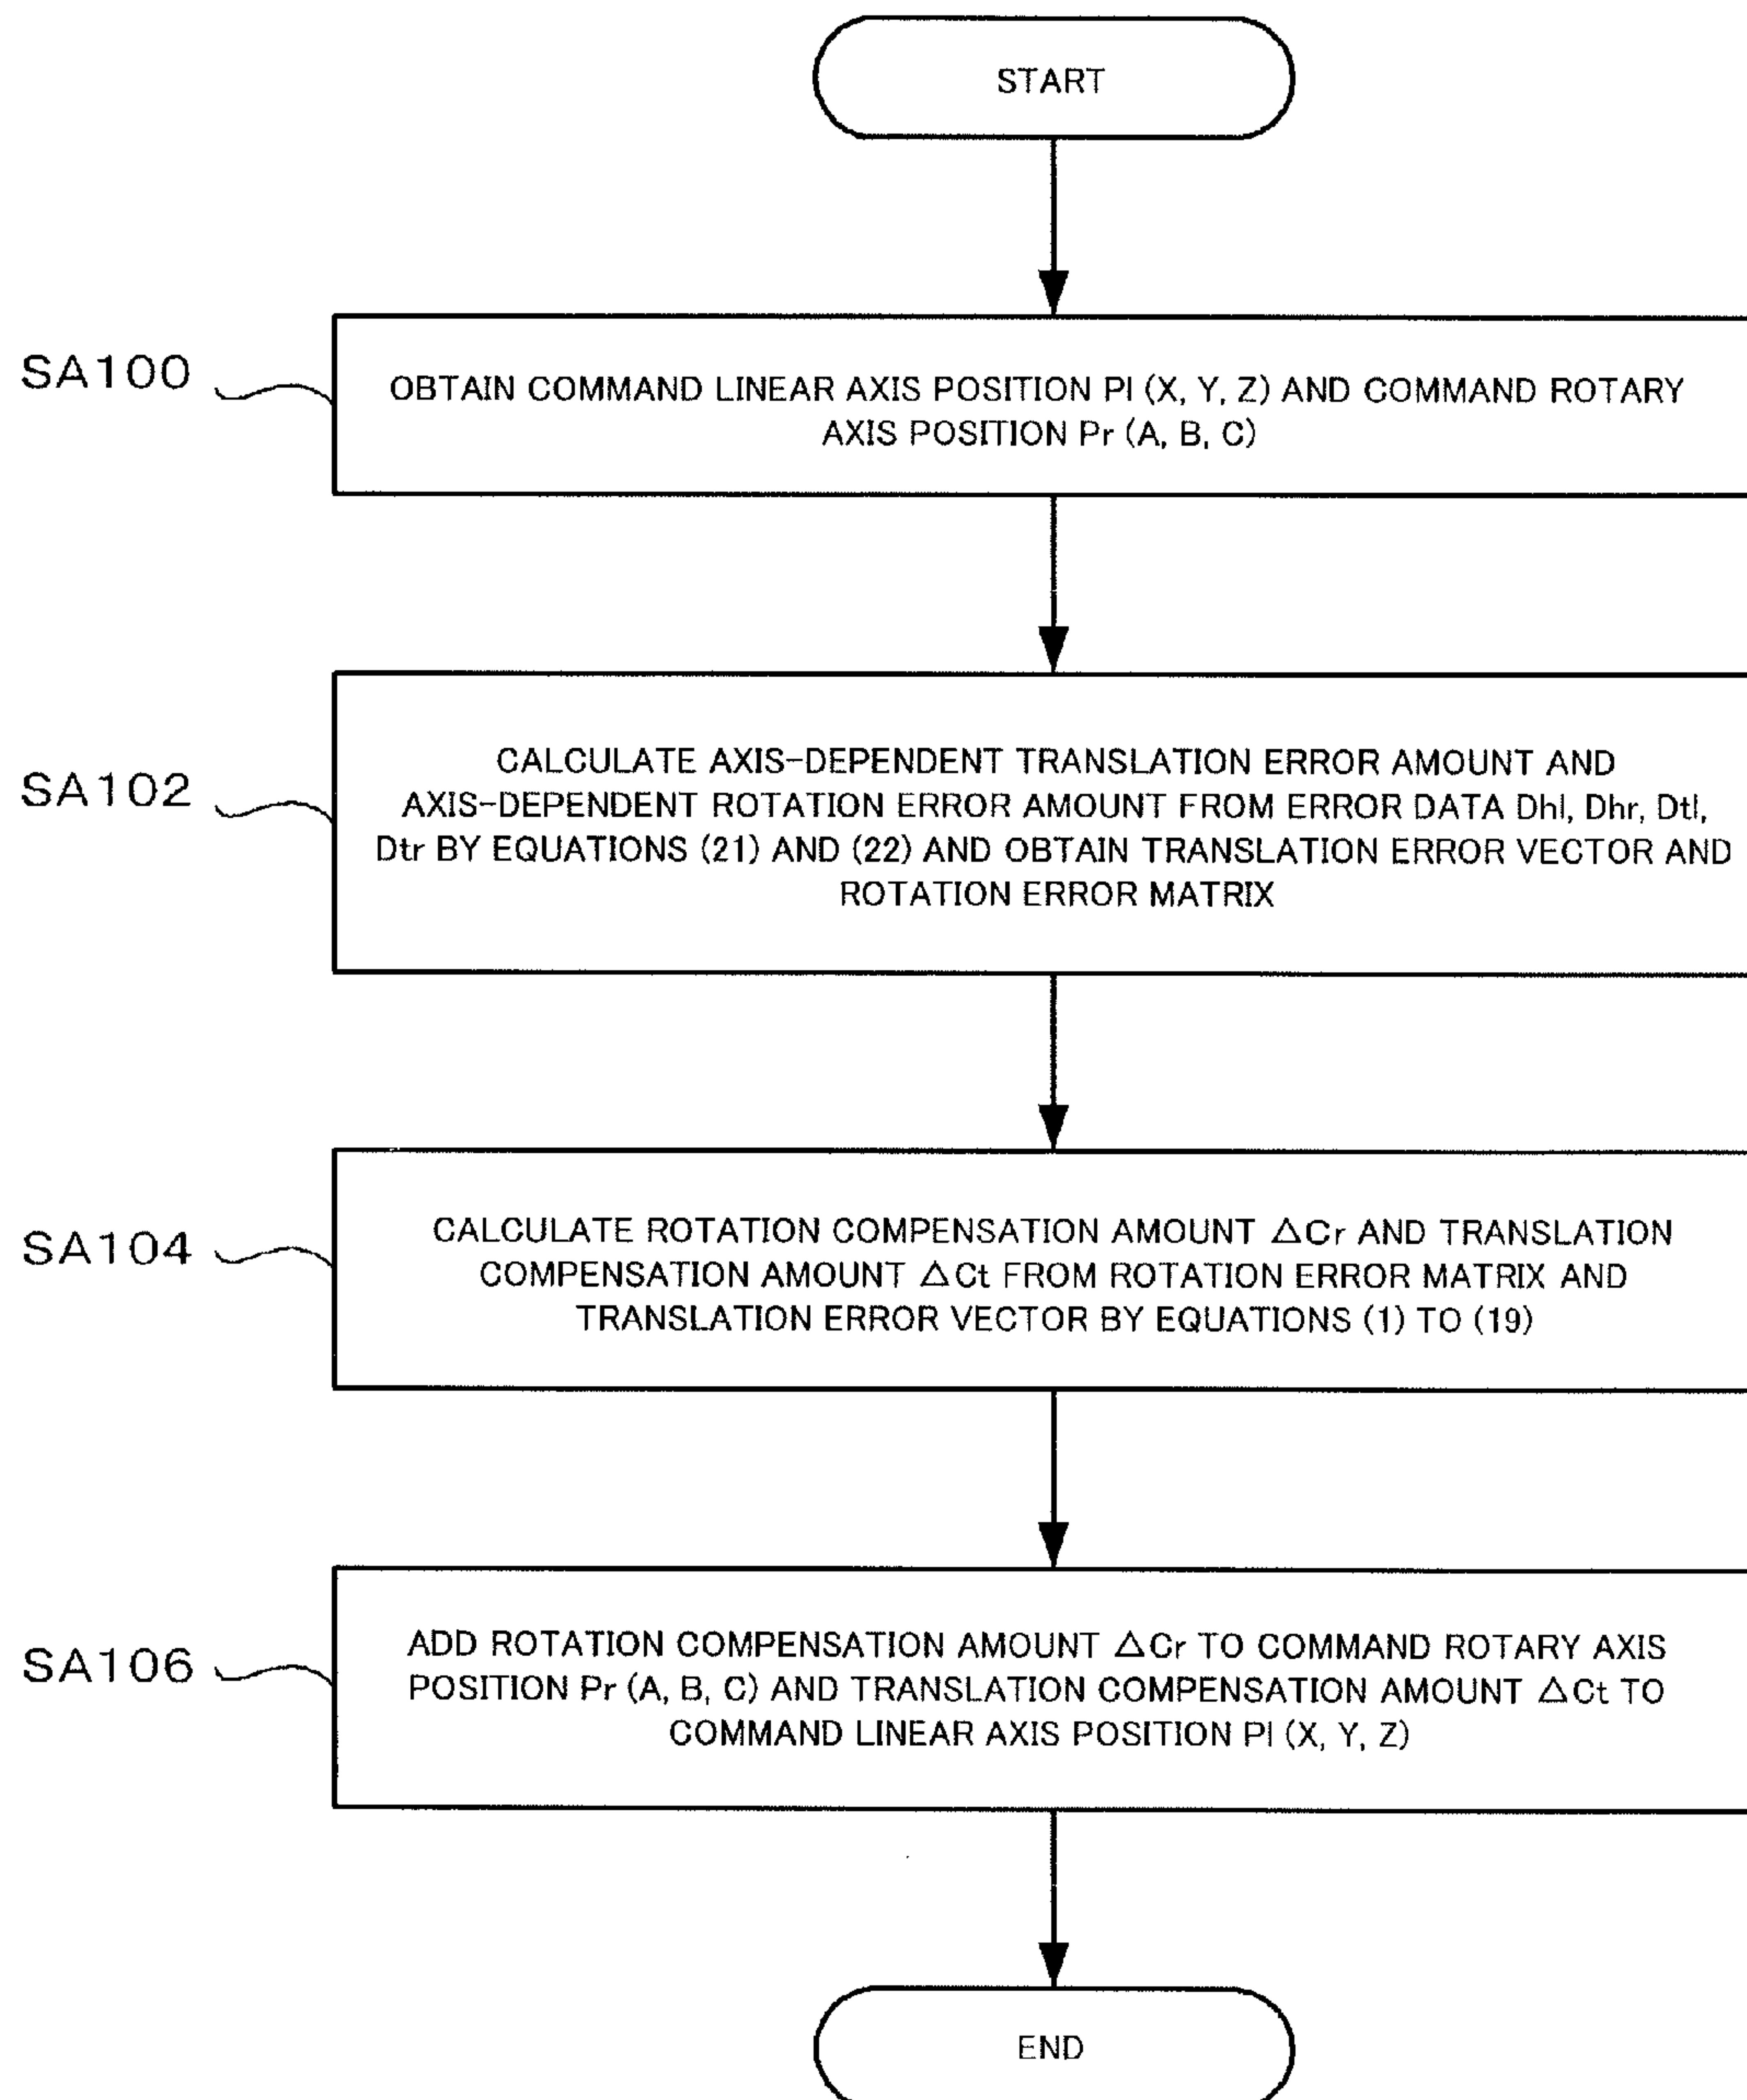 START
SA100
OBTAIN COMMAND LINEAR AXIS POSITION Pl (X, Y, Z) AND COMMAND ROTARY
AXIS POSITION Pr (A, B, C)
SA102
CALCULATE AXIS-DEPENDENT TRANSLATION ERROR AMOUNT AND
AXIS-DEPENDENT ROTATION ERROR AMOUNT FROM ERROR DATA Dhl, Dhr, Dtl,
Dtr BY EQUATIONS (21) AND (22) AND OBTAIN TRANSLATION ERROR VECTOR AND
ROTATION ERROR MATRIX
SA104
CALCULATE ROTATION COMPENSATION AMOUNT △Cr AND TRANSLATION
COMPENSATION AMOUNT △Ct FROM ROTATION ERROR MATRIX AND
TRANSLATION ERROR VECTOR BY EQUATIONS (1) TO (19)
SA106
ADD ROTATION COMPENSATION AMOUNT △Cr TO COMMAND ROTARY AXIS
POSITION Pr (A, B, C) AND TRANSLATION COMPENSATION AMOUNT △Ct TO
COMMAND LINEAR AXIS POSITION Pl (X, Y, Z)
END